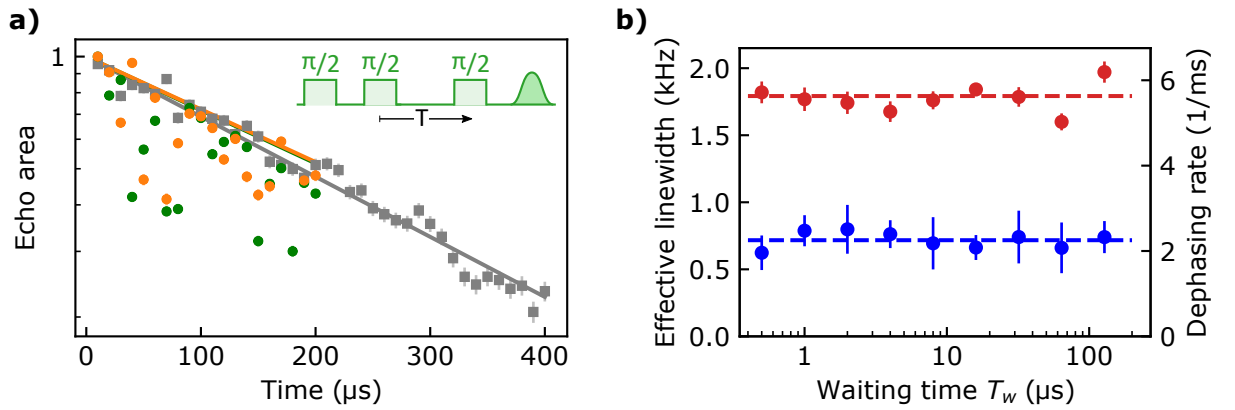 a)
1
Echo area
π/2 π/2 π/2
T
0 100 200 300 400
Time (μs)
b)
Effective linewidth (kHz)
2.0
1.5
1.0
0.5
0.0
6
4
2
0
Dephasing rate (1/ms)
1 10 100
Waiting time T_w (μs)